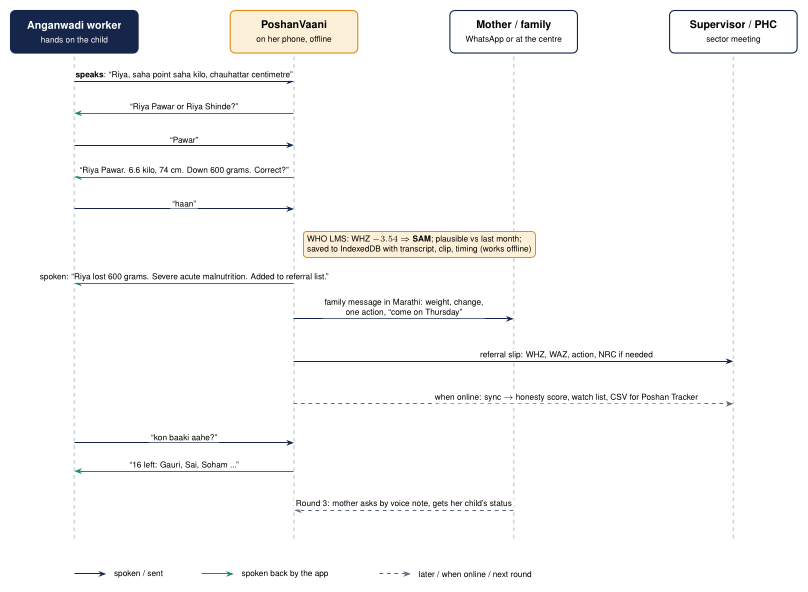 Anganwadi worker
hands on the child
PoshanVaani
on her phone, offline
Mother / family
WhatsApp or at the centre
Supervisor / PHC
sector meeting
speaks: “Riya, saha point saha kilo, chauhattar centimetre”
“Riya Pawar or Riya Shinde?”
“Pawar”
“Riya Pawar. 6.6 kilo, 74 cm. Down 600 grams. Correct?”
“haan”
WHO LMS: WHZ −3.54 ⇒ SAM; plausible vs last month;
saved to IndexedDB with transcript, clip, timing (works offline)
spoken: “Riya lost 600 grams. Severe acute malnutrition. Added to referral list.”
family message in Marathi: weight, change,
one action, “come on Thursday”
referral slip: WHZ, WAZ, action, NRC if needed
when online: sync → honesty score, watch list, CSV for Poshan Tracker
“kon baaki aahe?”
“16 left: Gauri, Sai, Soham ...”
Round 3: mother asks by voice note, gets her child's status
spoken / sent
spoken back by the app
later / when online / next round